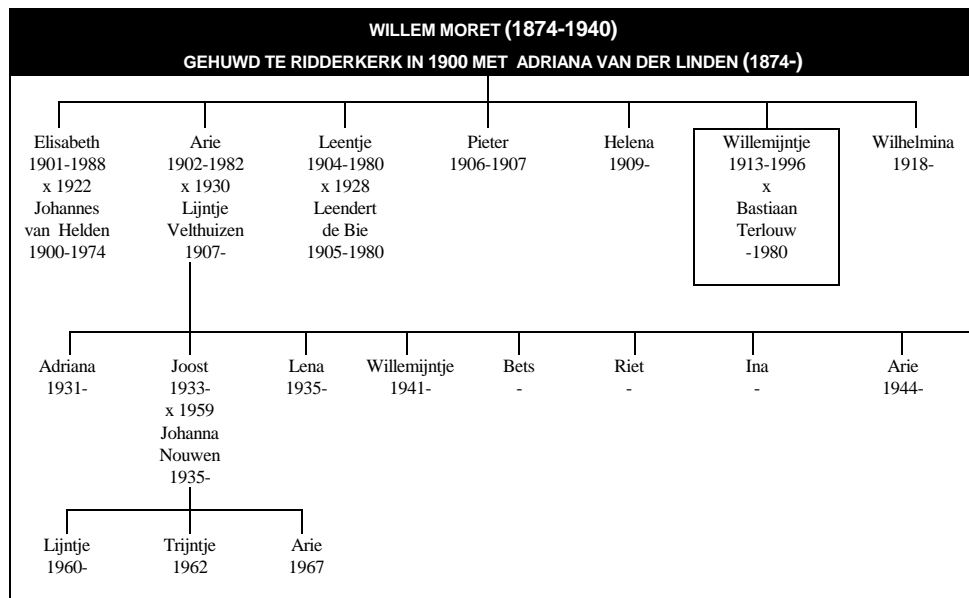 WILLEM MORET (1874-1940)
GEHUWD TE RIDDERKERK IN 1900 MET ADRIANA VAN DER LINDEN (1874-)
Elisabeth
1901-1988
x 1922
Johannes
van Helden
1900-1974
Arie
1902-1982
x 1930
Lijntje
Velthuizen
1907-
Leentje
1904-1980
x 1928
Leendert
de Bie
1905-1980
Pieter
1906-1907
Helena
1909-
Willemijntje
1913-1996
x
Bastiaan
Terlouw
-1980
Wilhelmina
1918-
Adriana
1931-
Joost
1933-
x 1959
Johanna
Nouwen
1935-
Lena
1935-
Willemijntje
1941-
Bets
-
Riet
-
Ina
-
Arie
1944-
Lijntje
1960-
Trijntje
1962
Arie
1967